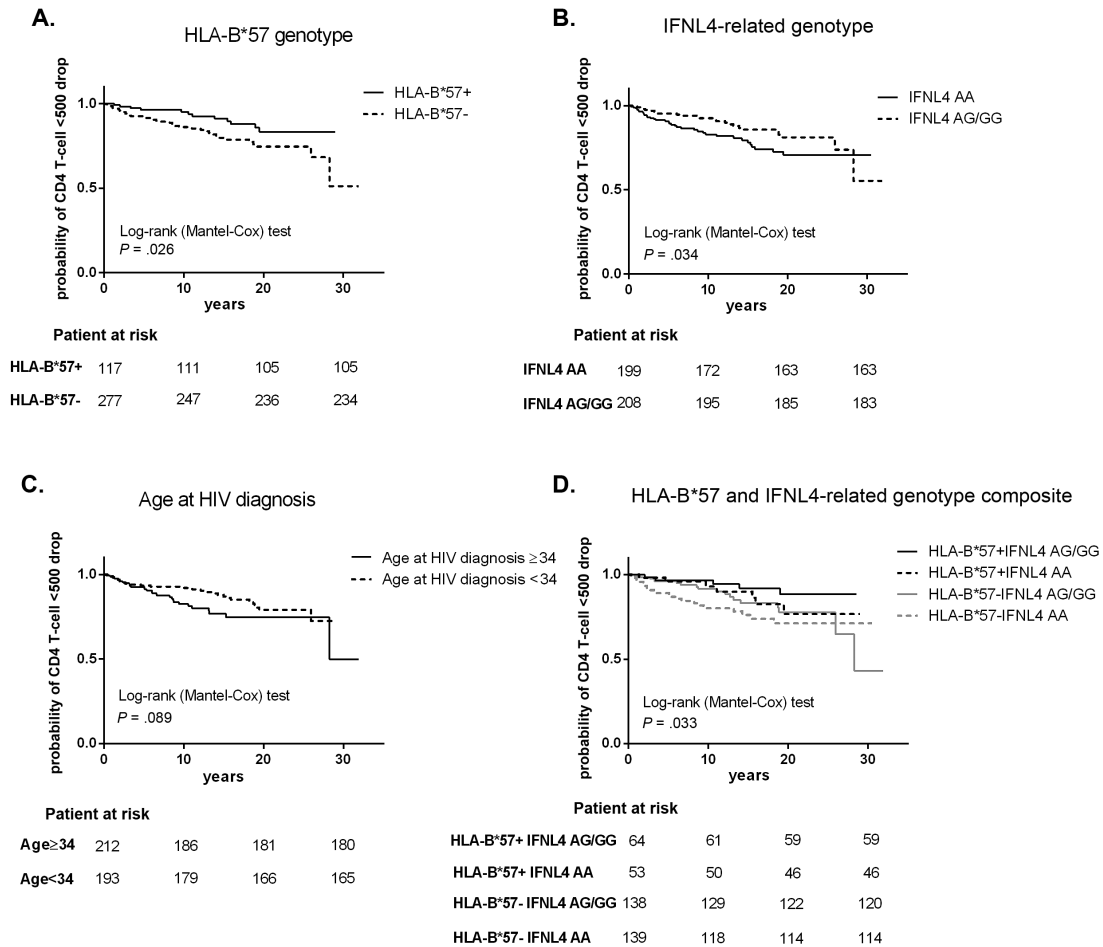 A.
HLA-B*57 genotype
probability of CD4 T-cell <500 drop
1.0
0.5
0.0
0 10 20 30
years
HLA-B*57+
HLA-B*57-
Log-rank (Mantel-Cox) test
P = .026
Patient at risk
HLA-B*57+ 117 111 105 105
HLA-B*57- 277 247 236 234
B.
IFNL4-related genotype
probability of CD4 T-cell <500 drop
1.0
0.5
0.0
0 10 20 30
years
IFNL4 AA
IFNL4 AG/GG
Log-rank (Mantel-Cox) test
P = .034
Patient at risk
IFNL4 AA 199 172 163 163
IFNL4 AG/GG 208 195 185 183
C.
Age at HIV diagnosis
probability of CD4 T-cell <500 drop
1.0
0.5
0.0
0 10 20 30
years
Age at HIV diagnosis ≥34
Age at HIV diagnosis <34
Log-rank (Mantel-Cox) test
P = .089
Patient at risk
Age≥34 212 186 181 180
Age<34 193 179 166 165
D.
HLA-B*57 and IFNL4-related genotype composite
probability of CD4 T-cell <500 drop
1.0
0.5
0.0
0 10 20 30
years
HLA-B*57+IFNL4 AG/GG
HLA-B*57+IFNL4 AA
HLA-B*57-IFNL4 AG/GG
HLA-B*57-IFNL4 AA
Log-rank (Mantel-Cox) test
P = .033
Patient at risk
HLA-B*57+ IFNL4 AG/GG 64 61 59 59
HLA-B*57+ IFNL4 AA 53 50 46 46
HLA-B*57- IFNL4 AG/GG 138 129 122 120
HLA-B*57- IFNL4 AA 139 118 114 114